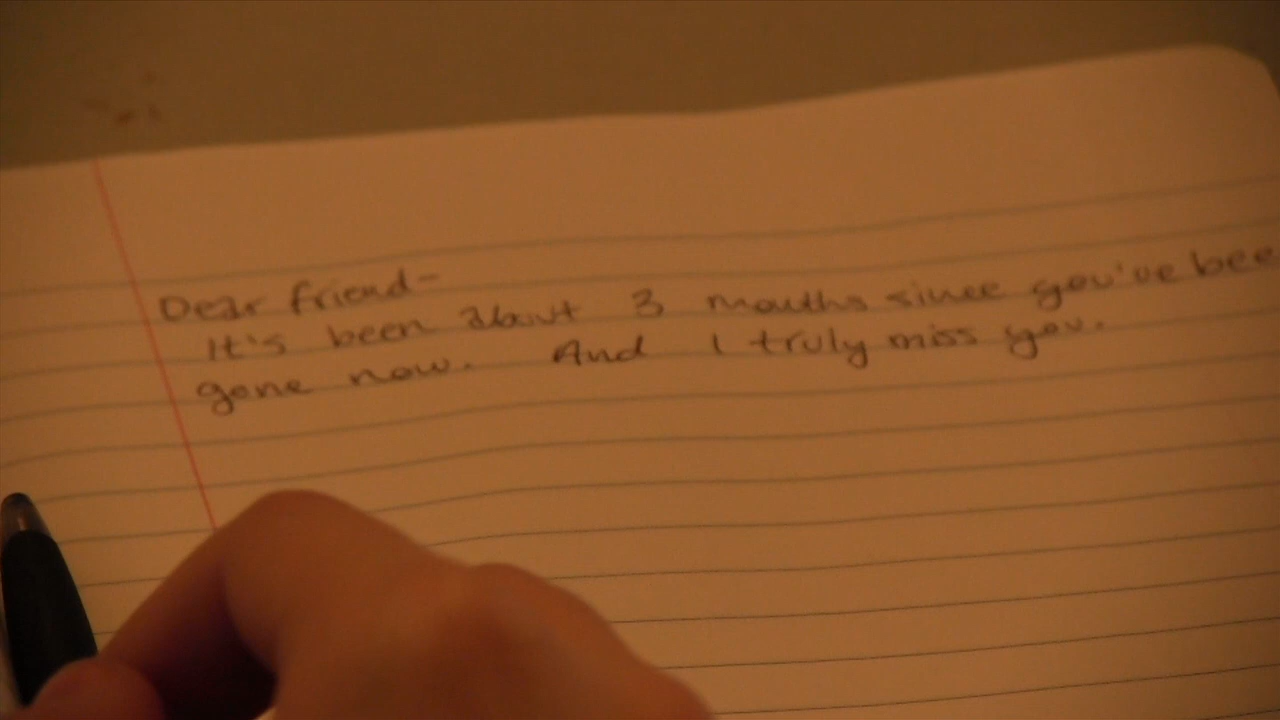 Dear friend-
It's been about 3 months since you've bee
gone now. And I truly miss you.